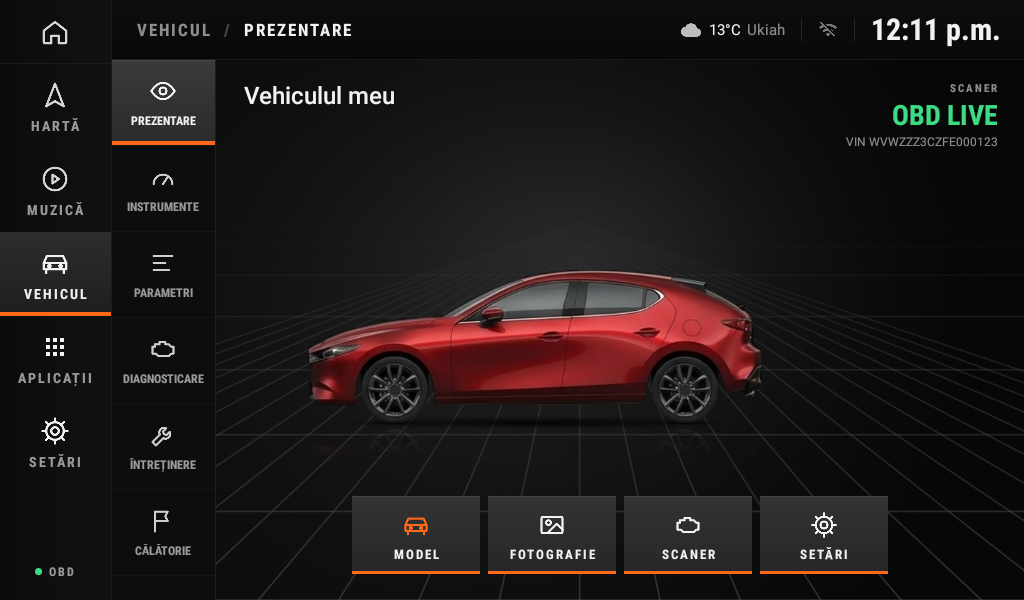 VEHICUL / PREZENTARE
13°C Ukiah
12:11 p.m.
HARTĂ
MUZICĂ
VEHICUL
APLICAȚII
SETĂRI
OBD
PREZENTARE
INSTRUMENTE
PARAMETRI
DIAGNOSTICARE
ÎNTREȚINERE
CĂLĂTORIE
Vehiculul meu
SCANER
OBD LIVE
VIN WVWZZZ3CZFE000123
MODEL
FOTOGRAFIE
SCANER
SETĂRI